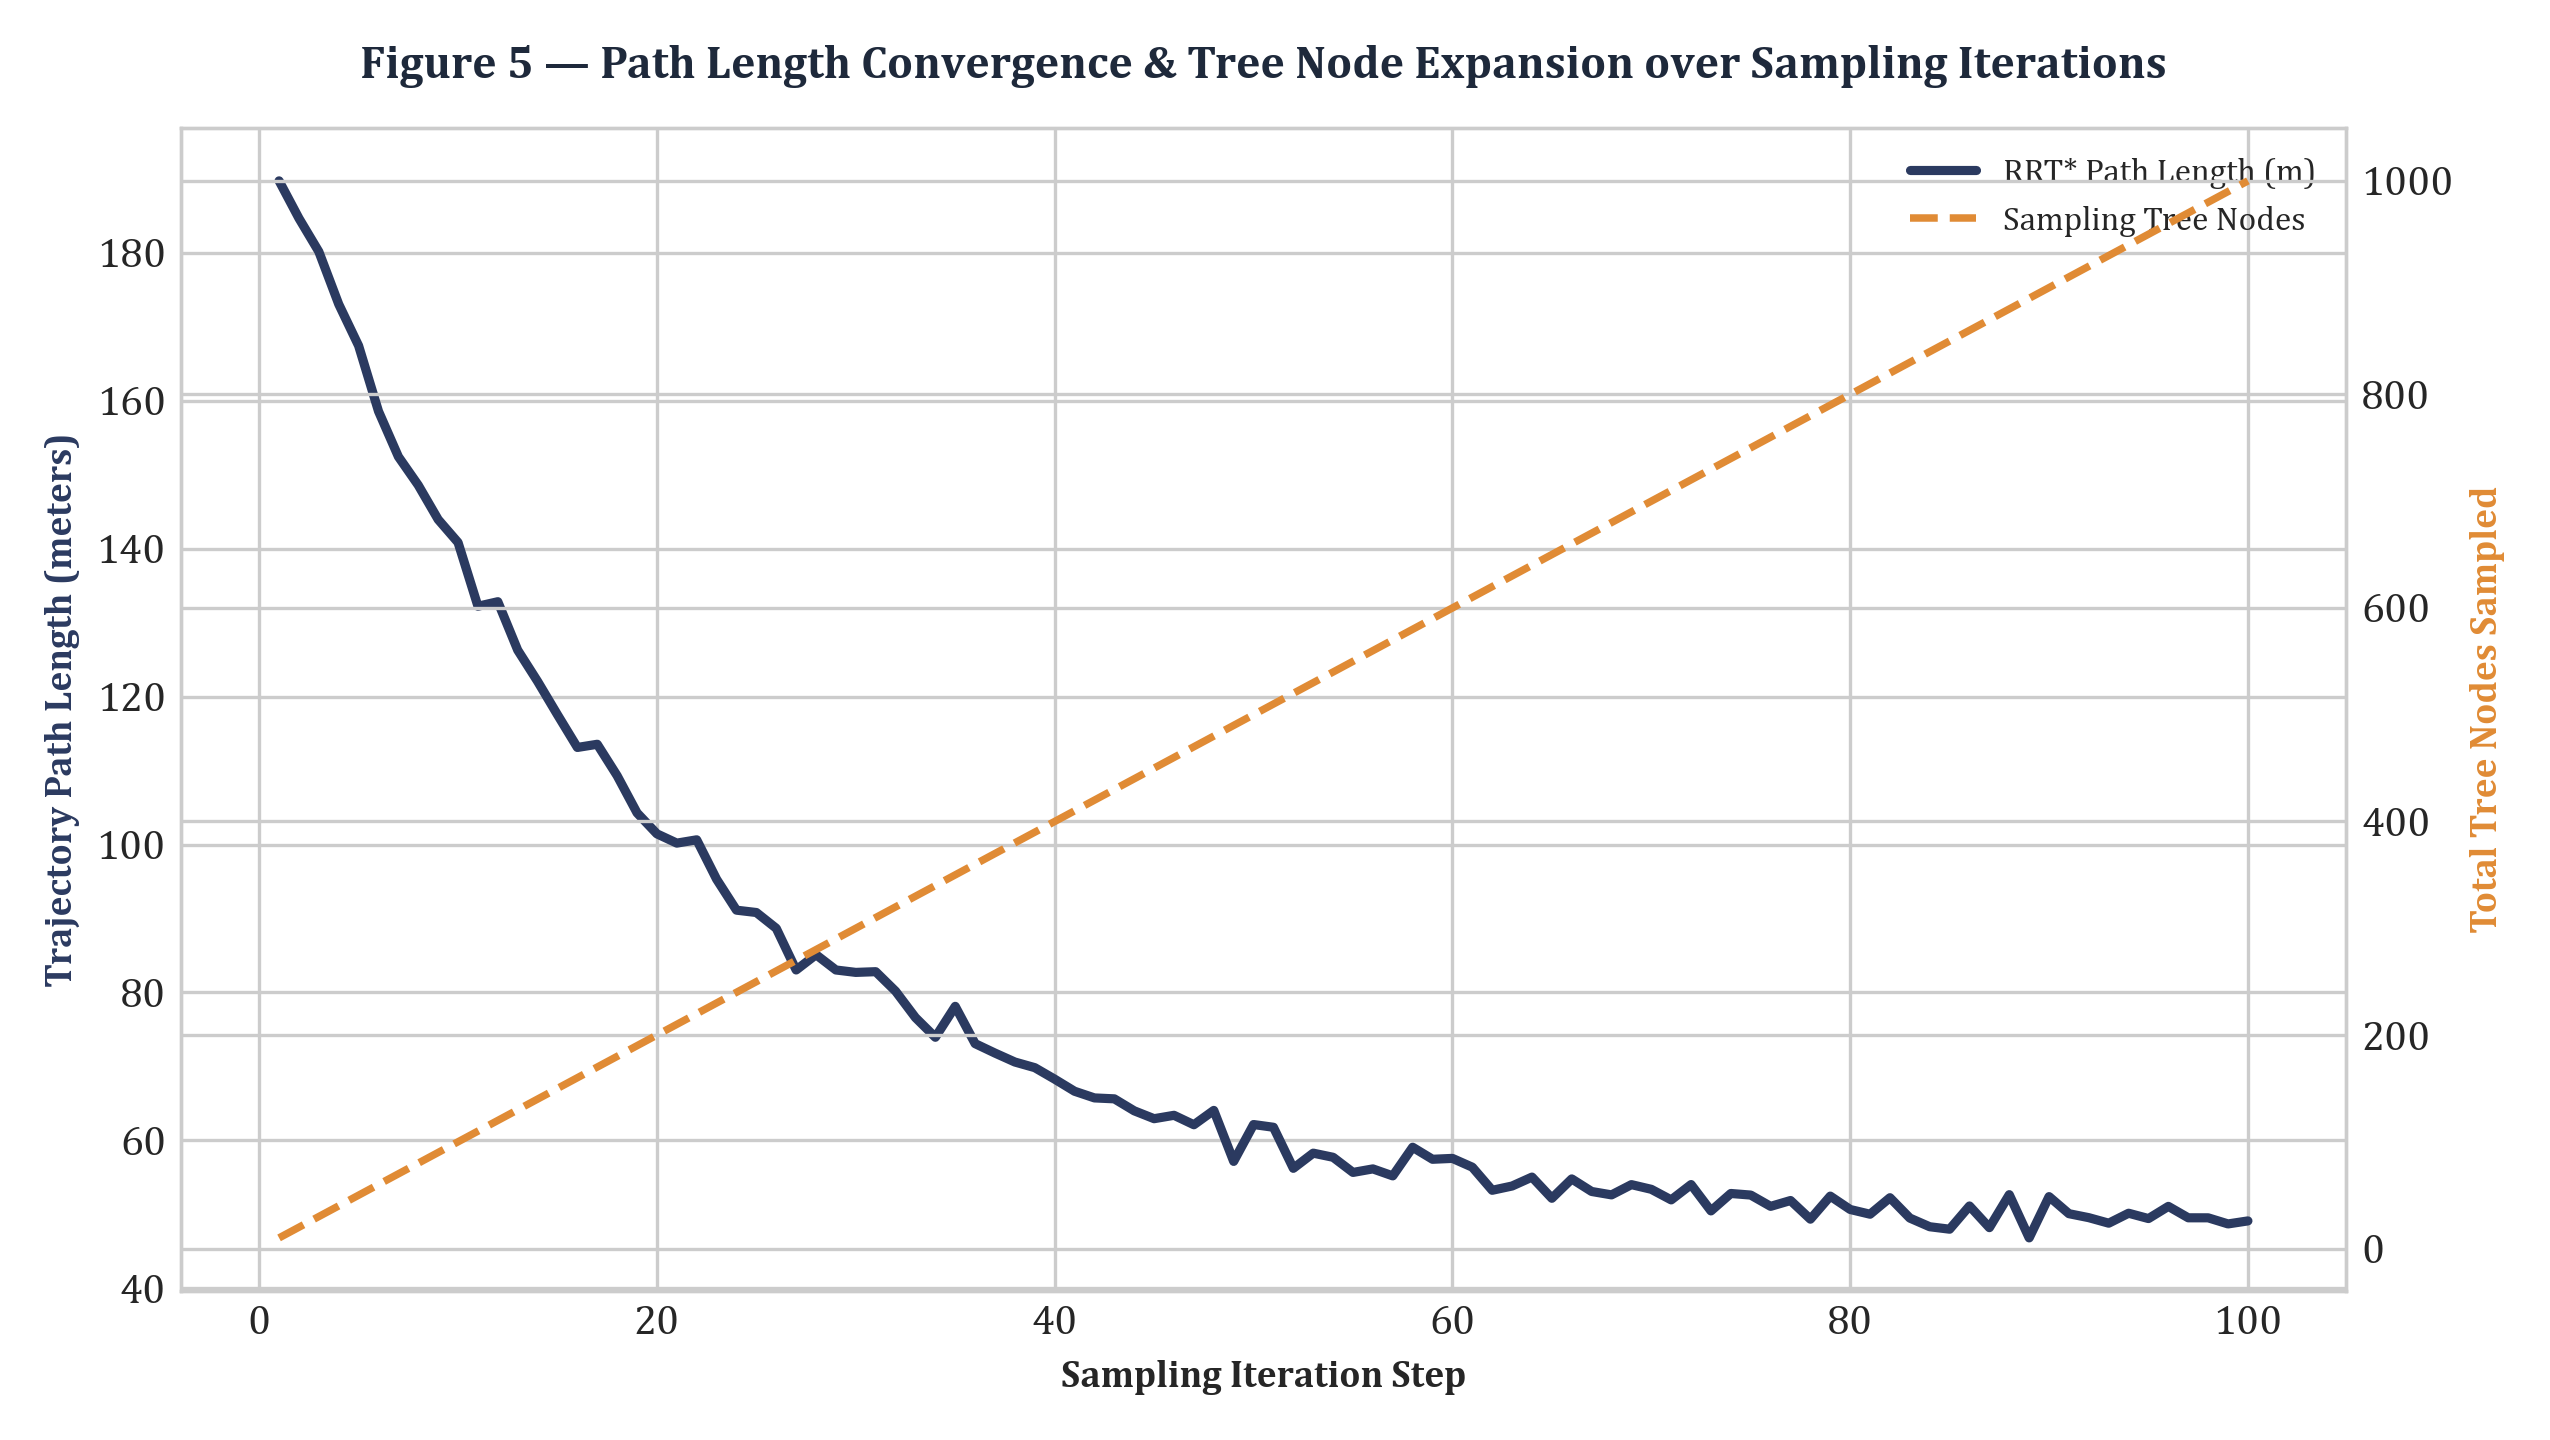 Figure 5 — Path Length Convergence & Tree Node Expansion over Sampling Iterations
RRT* Path Length (m)
Sampling Tree Nodes
Trajectory Path Length (meters)
180
160
140
120
100
80
60
40
1000
800
600
400
200
0
Total Tree Nodes Sampled
0 20 40 60 80 100
Sampling Iteration Step